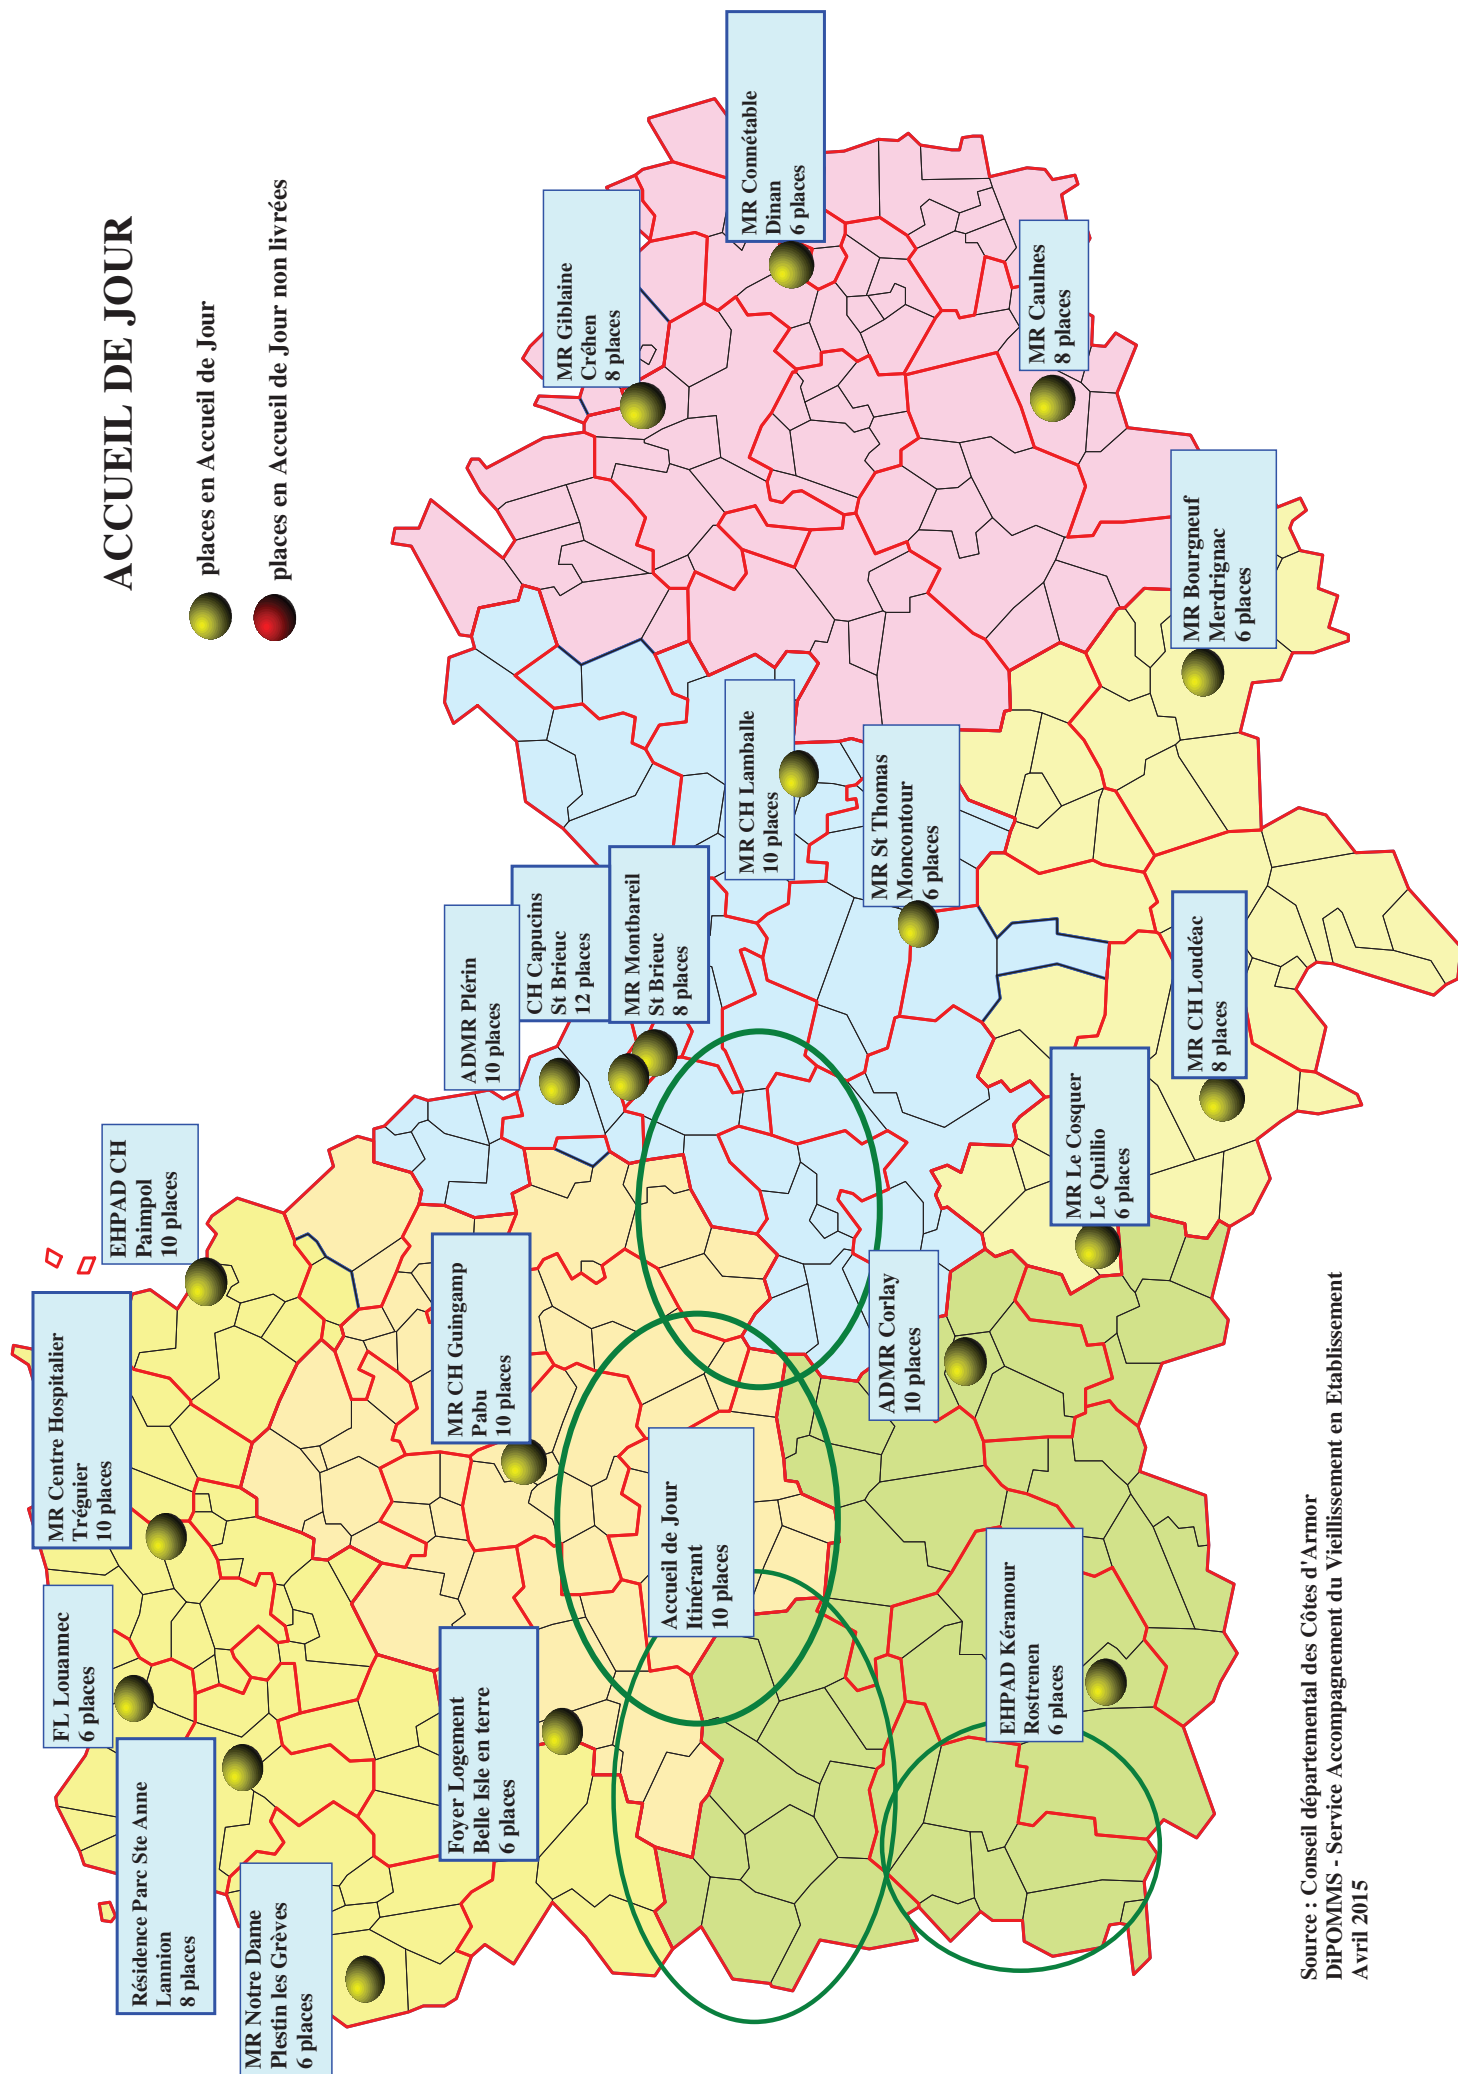 ACCUEIL DE JOUR
places en Accueil de Jour
places en Accueil de Jour non livrées
MR Notre Dame
Plestin les Grèves
6 places
Résidence Parc Ste Anne
Lannion
8 places
FL Louannec
6 places
MR Centre Hospitalier
Tréguier
10 places
EHPAD CH
Paimpol
10 places
Foyer Logement
Belle Isle en terre
6 places
MR CH Guingamp
Pabu
10 places
ADMR Plérin
10 places
CH Capucins
St Brieuc
12 places
MR Montbareil
St Brieuc
8 places
MR Giblaine
Créhen
8 places
MR Connétable
Dinan
6 places
MR CH Lamballe
10 places
MR St Thomas
Moncontour
6 places
Accueil de Jour
Itinérant
10 places
ADMR Corlay
10 places
EHPAD Kéramour
Rostrenen
6 places
MR Le Cosquer
Le Quillio
6 places
MR CH Loudéac
8 places
MR Caulnes
8 places
MR Bourgneuf
Merdrignac
6 places
Source : Conseil départemental des Côtes d'Armor
DiPOMMS - Service Accompagnement du Vieillissement en Etablissement
Avril 2015